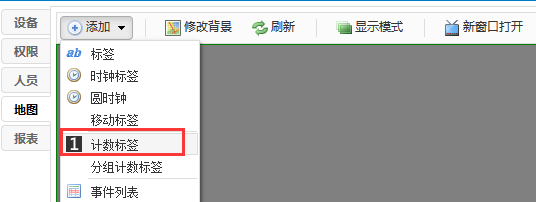 设备
权限
人员
地图
报表
添加 修改背景 刷新 显示模式 新窗口打开
ab 标签
时钟标签
圆时钟
移动标签
1 计数标签
分组计数标签
事件列表